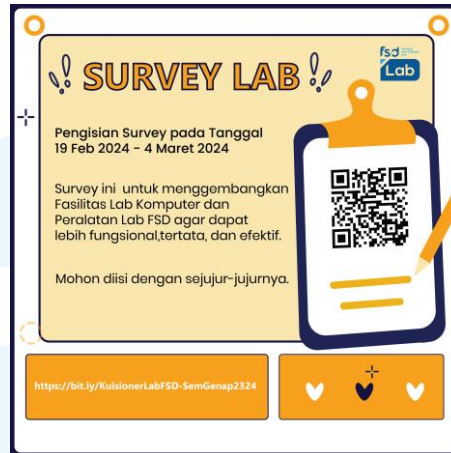 fsd
Lab
SURVEY LAB
Pengisian Survey pada Tanggal
19 Feb 2024 - 4 Maret 2024
Survey ini untuk menggembangkan
Fasilitas Lab Komputer dan
Peralatan Lab FSD agar dapat
lebih fungsional,tertata, dan efektif.
Mohon diisi dengan sejujur-jujurnya.
https://bit.ly/KuisionerLabFSD-SemGenap2324